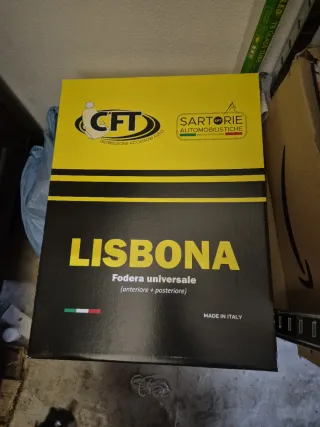 CFT
SARTORIE
AUTOMOBILISTICHE
LISBONA
Fodera universale
(anteriore + posteriore)
MADE IN ITALY